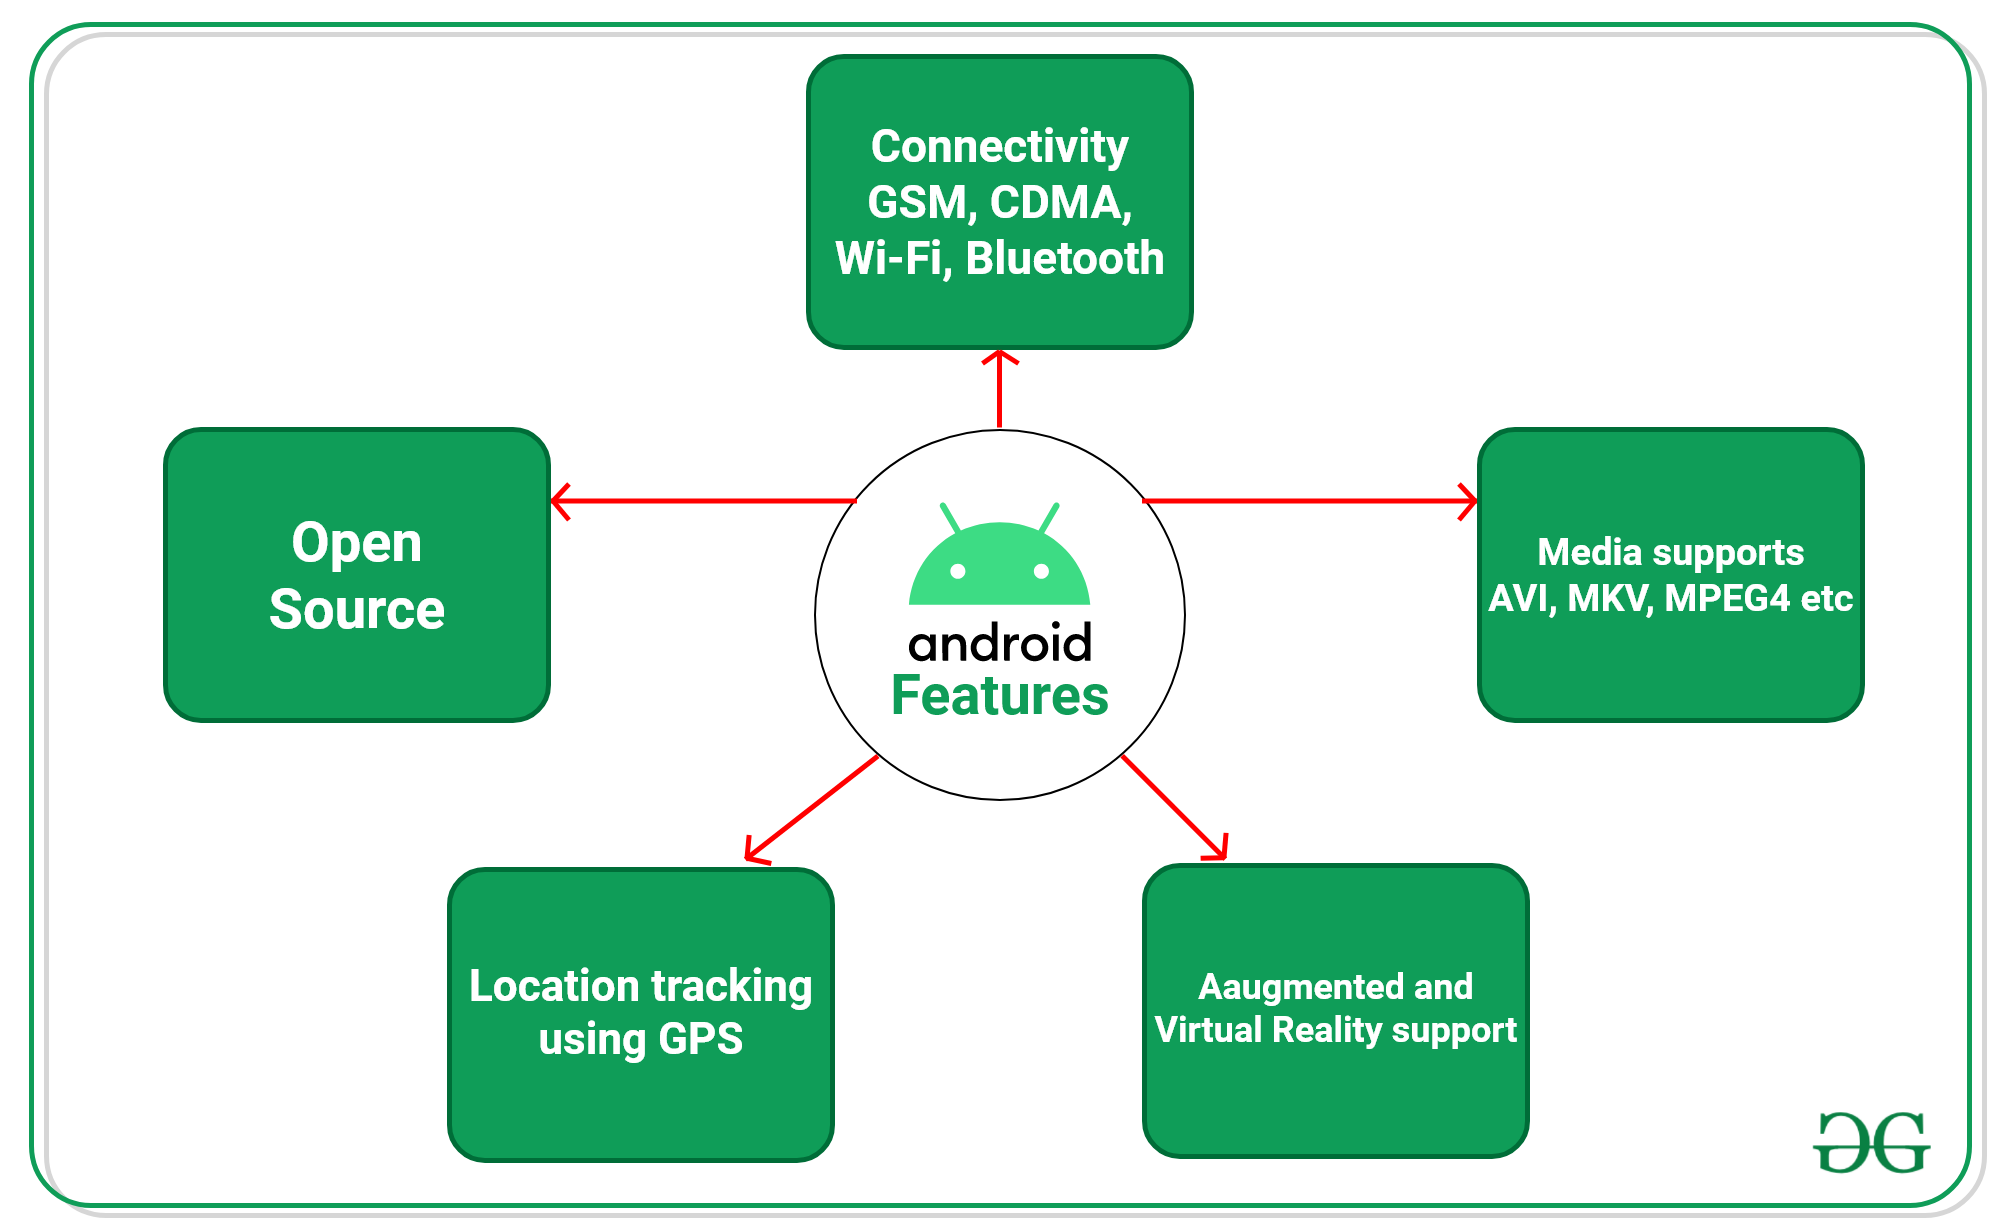 Connectivity
GSM, CDMA,
Wi-Fi, Bluetooth
Open
Source
Media supports
AVI, MKV, MPEG4 etc
android
Features
Location tracking
using GPS
Aaugmented and
Virtual Reality support